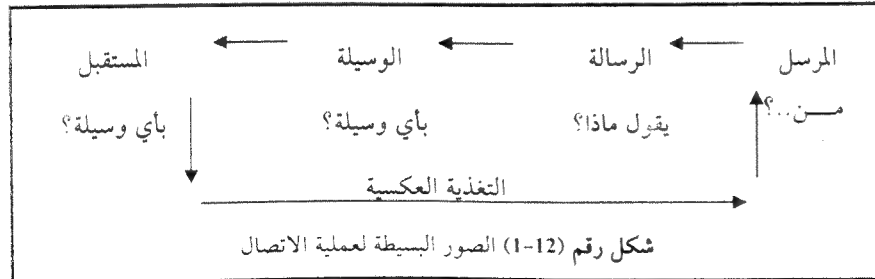 المرسل الرسالة الوسيلة المستقبل
مـــن..؟ يقول ماذا؟ بأي وسيلة؟ بأي وسيلة؟
التغذية العكسية
شكل رقم (12-1) الصور البسيطة لعملية الاتصال